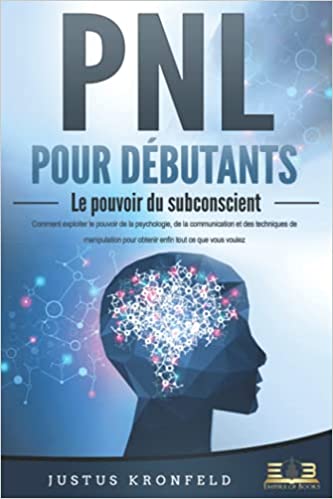 PNL
POUR DÉBUTANTS
Le pouvoir du subconscient
Comment exploiter le pouvoir de la psychologie, de la communication et des techniques de
manipulation pour obtenir enfin tout ce que vous voulez
EOB
EMPIRE OF BOOKS
JUSTUS KRONFELD